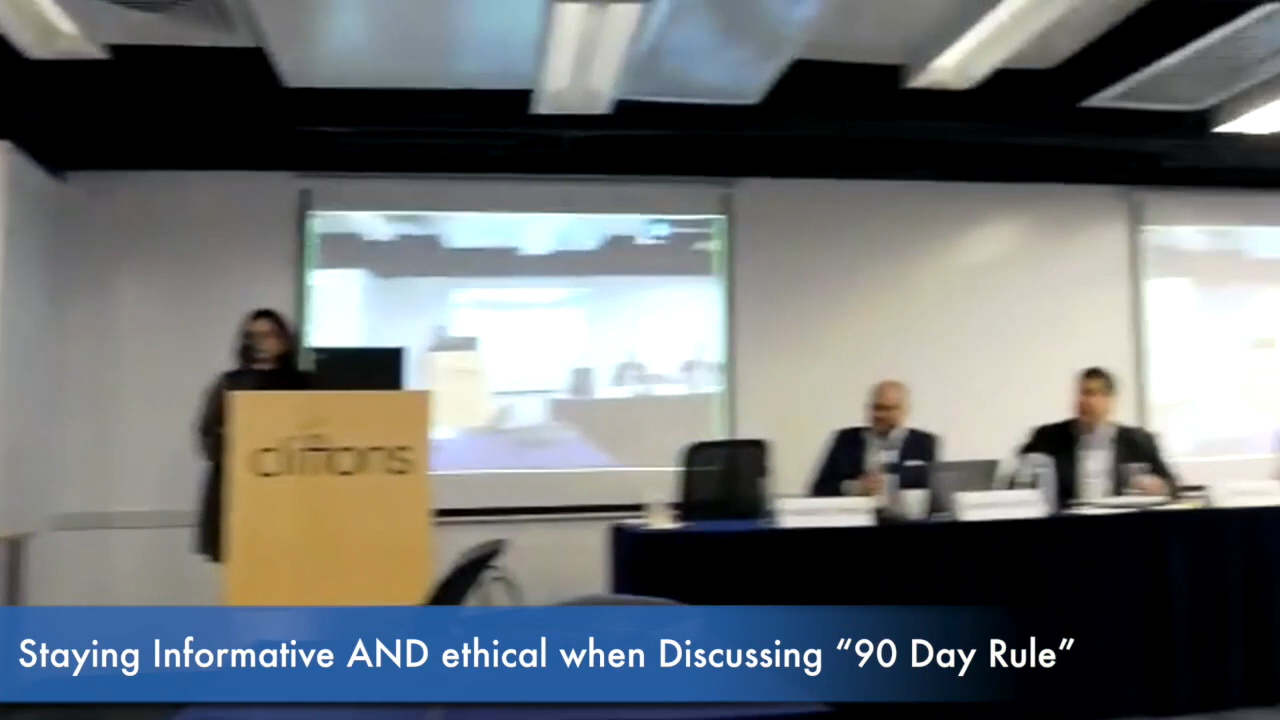 cliftons
Staying Informative AND ethical when Discussing “90 Day Rule”